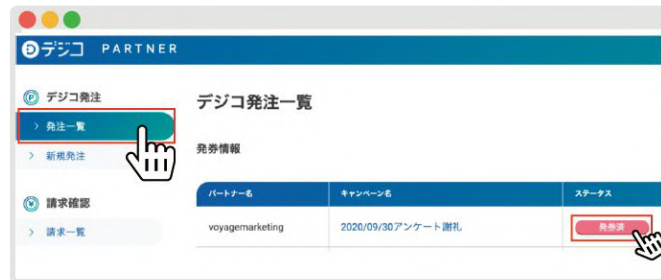 デジコ PARTNER
デジコ発注
> 発注一覧
> 新規発注
請求確認
> 請求一覧
デジコ発注一覧
発券情報
パートナー名 キャンペーン名 ステータス
voyagemarketing 2020/09/30アンケート謝礼 発券済